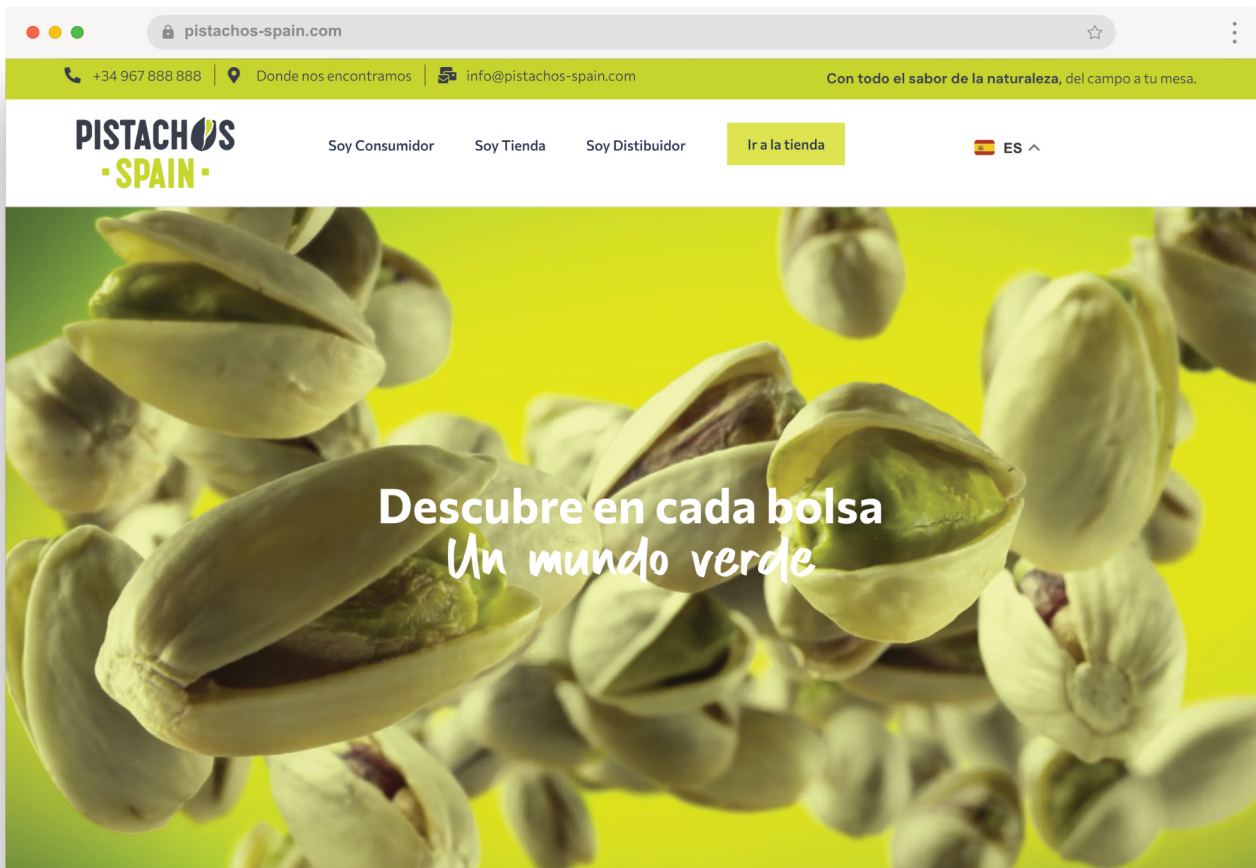 pistachos-spain.com
+34 967 888 888 | Donde nos encontramos | info@pistachos-spain.com
Con todo el sabor de la naturaleza, del campo a tu mesa.
PISTACHOS
· SPAIN ·
Soy Consumidor
Soy Tienda
Soy Distibuidor
Ir a la tienda
ES
Descubre en cada bolsa
Un mundo verde